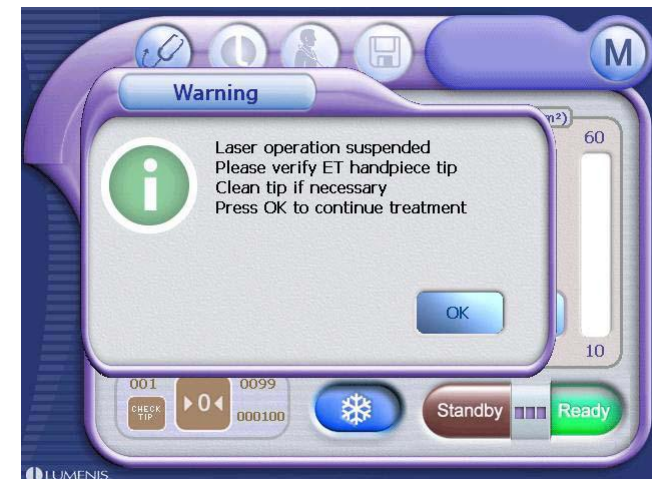 M
Warning
m²)
60
Laser operation suspended
Please verify ET handpiece tip
Clean tip if necessary
Press OK to continue treatment
OK
10
001
0099
CHECK
TIP
0
000100
Standby
Ready
LUMENIS